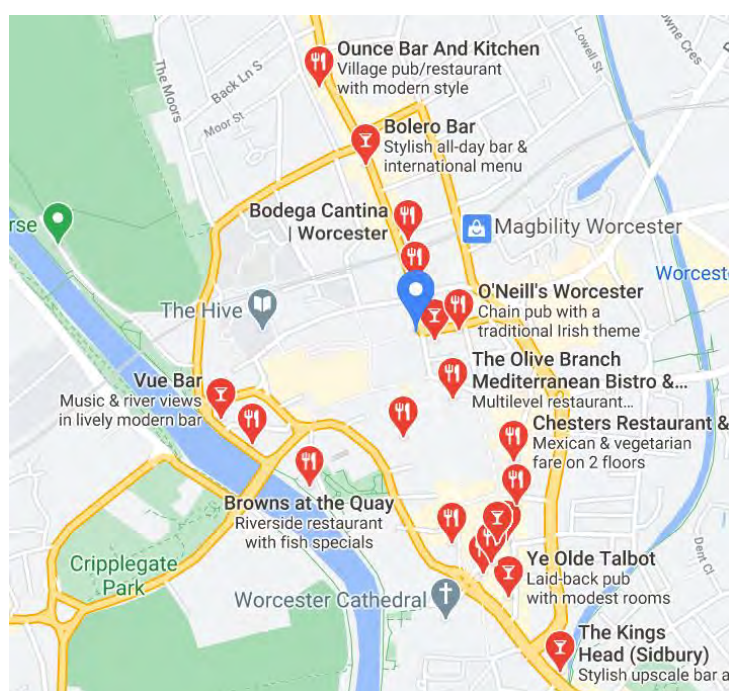 Ounce Bar And Kitchen
Village pub/restaurant
with modern style
Lowell St
The Moors
Back Ln S
Moor St
Bolero Bar
Stylish all-day bar &
international menu
Bodega Cantina
| Worcester
Magbility Worcester
rse
Worceste
The Hive
O'Neill's Worcester
Chain pub with a
traditional Irish theme
The Olive Branch
Mediterranean Bistro &...
Multilevel restaurant...
Vue Bar
Music & river views
in lively modern bar
Chesters Restaurant &
Mexican & vegetarian
fare on 2 floors
Browns at the Quay
Riverside restaurant
with fish specials
Cripplegate
Park
Dent Cl
Ye Olde Talbot
Laid-back pub
with modest rooms
Worcester Cathedral
The Kings
Head (Sidbury)
Stylish upscale bar a